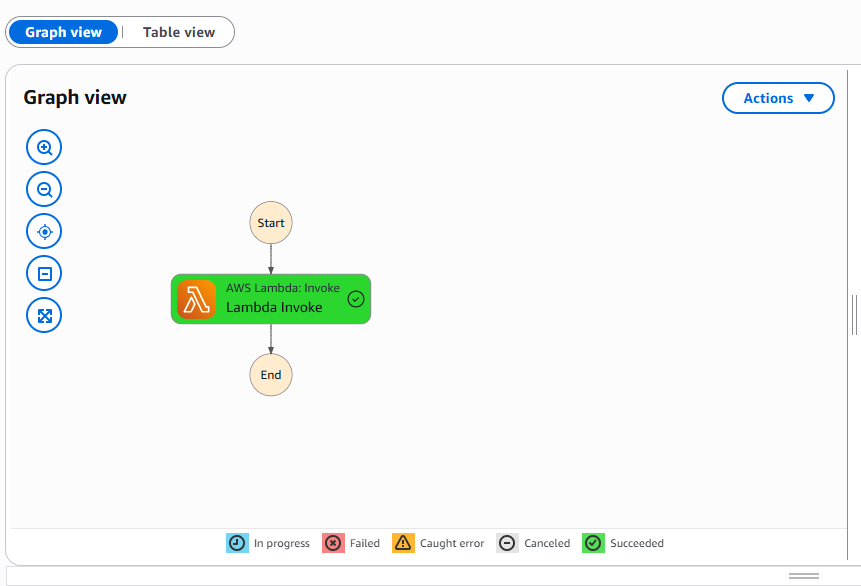 Graph view
Table view
Graph view
Actions
Start
AWS Lambda: Invoke
Lambda Invoke
End
In progress
Failed
Caught error
Canceled
Succeeded